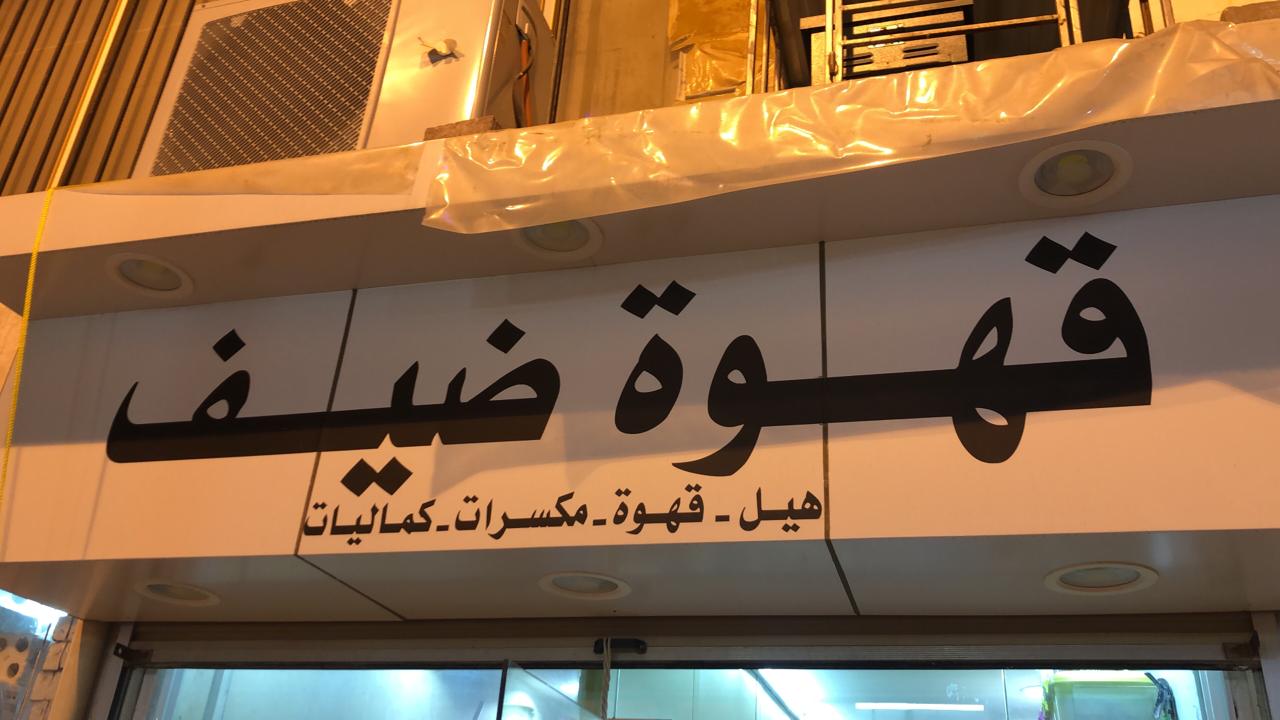 قهوة ضيف
هيل - قهوة - مكسرات - كماليات